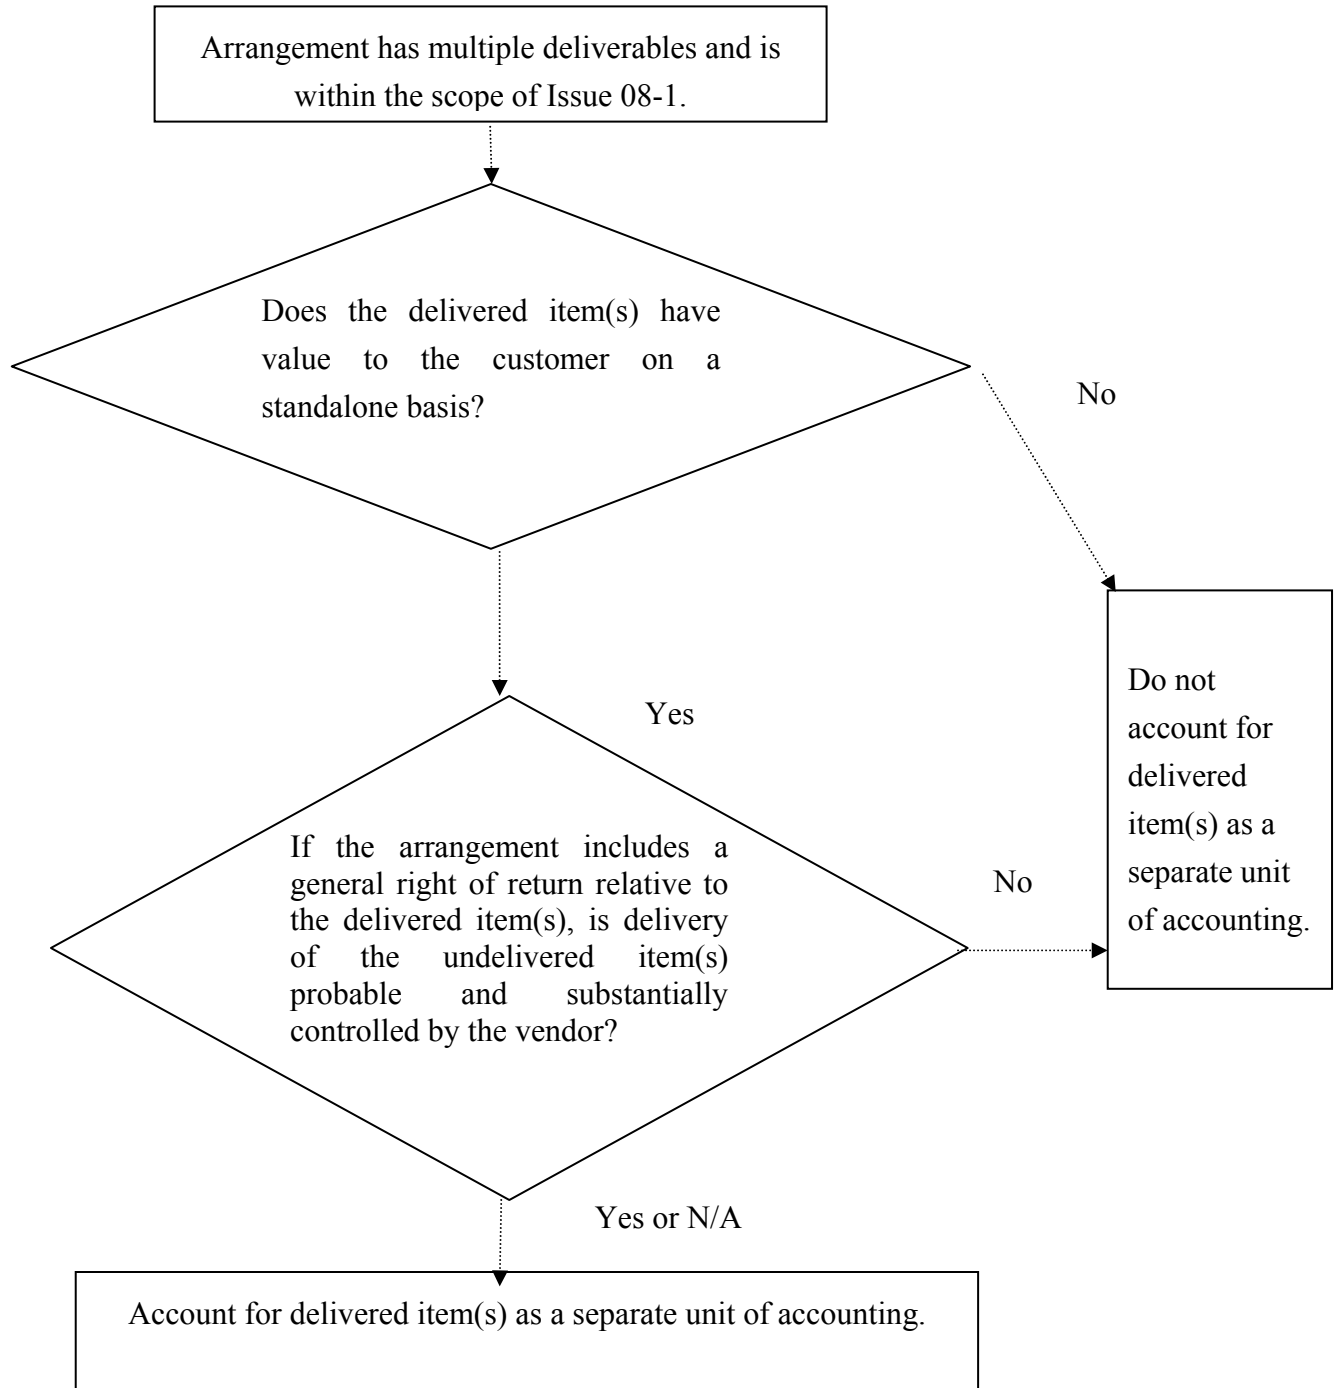 Arrangement has multiple deliverables and is
within the scope of Issue 08-1.
Does the delivered item(s) have
value to the customer on a
standalone basis?
No
Yes
Do not
account for
delivered
item(s) as a
separate unit
of accounting.
If the arrangement includes a
general right of return relative to
the delivered item(s), is delivery
of the undelivered item(s)
probable and substantially
controlled by the vendor?
No
Yes or N/A
Account for delivered item(s) as a separate unit of accounting.